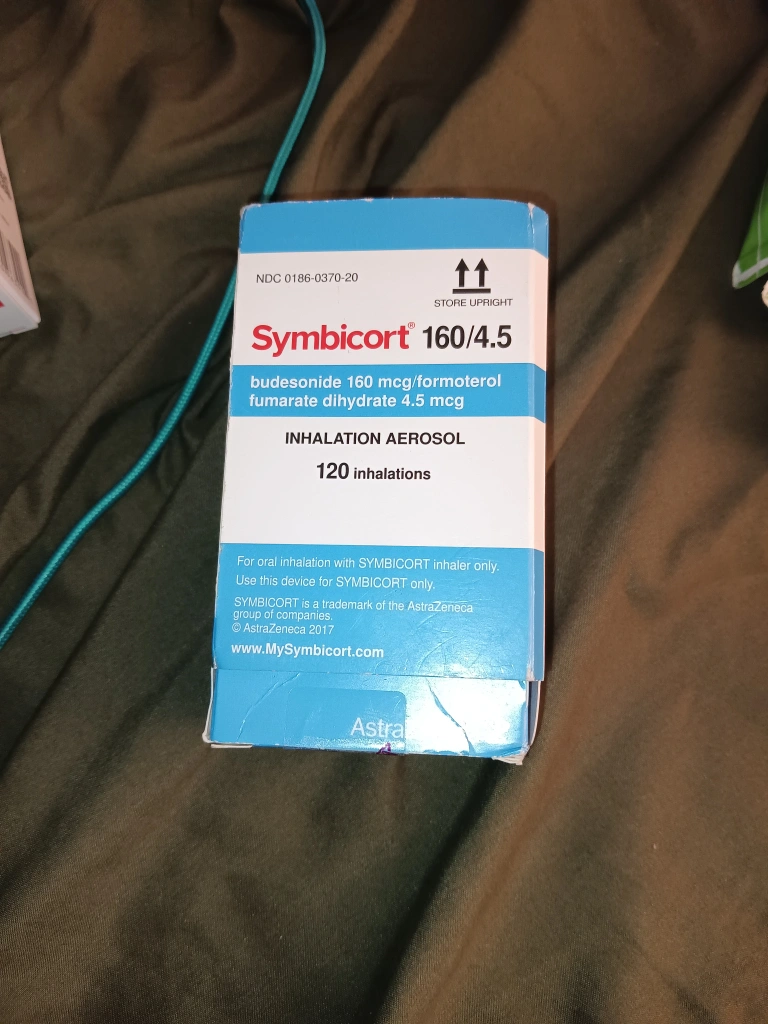 NDC 0186-0370-20
STORE UPRIGHT
Symbicort® 160/4.5
budesonide 160 mcg/formoterol
fumarate dihydrate 4.5 mcg
INHALATION AEROSOL
120 inhalations
For oral inhalation with SYMBICORT inhaler only.
Use this device for SYMBICORT only.
SYMBICORT is a trademark of the AstraZeneca
group of companies.
© AstraZeneca 2017
www.MySymbicort.com
Astra